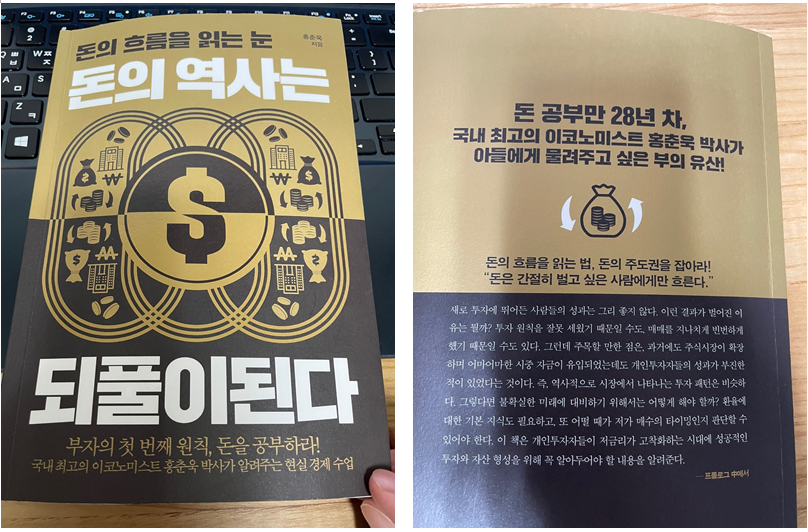 돈의 흐름을 읽는 눈
홍춘욱
지음
돈의 역사는
되풀이된다
부자의 첫 번째 원칙, 돈을 공부하라!
국내 최고의 이코노미스트 홍춘욱 박사가 알려주는 현실 경제 수업
돈 공부만 28년 차,
국내 최고의 이코노미스트 홍춘욱 박사가
아들에게 물려주고 싶은 부의 유산!
돈의 흐름을 읽는 법, 돈의 주도권을 잡아라!
“돈은 간절히 벌고 싶은 사람에게만 흐른다.”
새로 투자에 뛰어든 사람들의 성과는 그리 좋지 않다. 이런 결과가 벌어진 이
유는 뭘까? 투자 원칙을 잘못 세웠기 때문일 수도, 매매를 지나치게 빈번하게
했기 때문일 수도 있다. 그런데 주목할 만한 점은, 과거에도 주식시장이 확장
하며 어마어마한 시중 자금이 유입되었는데도 개인투자자들의 성과가 부진한
적이 있었다는 것이다. 즉, 역사적으로 시장에서 나타나는 투자 패턴은 비슷하
다. 그렇다면 불확실한 미래에 대비하기 위해서는 어떻게 해야 할까? 환율에
대한 기본 지식도 필요하고, 또 어떨 때가 저가 매수의 타이밍인지 판단할 수
있어야 한다. 이 책은 개인투자자들이 저금리가 고착화하는 시대에 성공적인
투자와 자산 형성을 위해 꼭 알아두어야 할 내용을 알려준다.
— 프롤로그 中에서